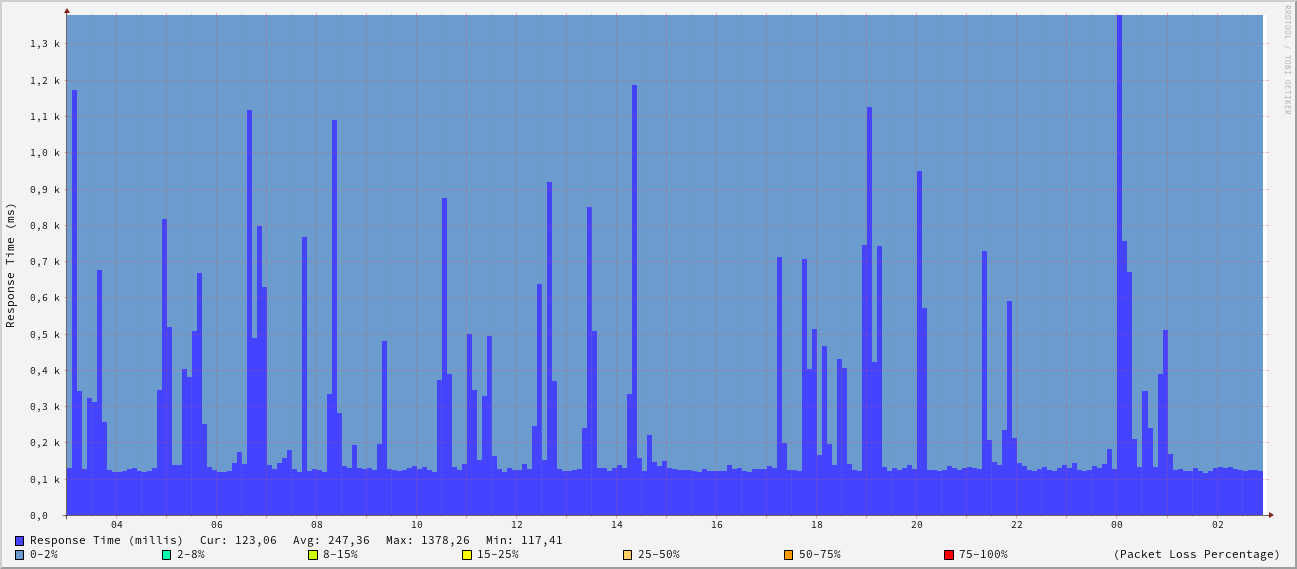 RRDTOOL / TOBI OETIKER
1,3 k
1,2 k
1,1 k
1,0 k
0,9 k
0,8 k
0,7 k
0,6 k
0,5 k
0,4 k
0,3 k
0,2 k
0,1 k
0,0
Response Time (ms)
04 06 08 10 12 14 16 18 20 22 00 02
Response Time (millis) Cur: 123,06 Avg: 247,36 Max: 1378,26 Min: 117,41
0-2% 2-8% 8-15% 15-25% 25-50% 50-75% 75-100% (Packet Loss Percentage)